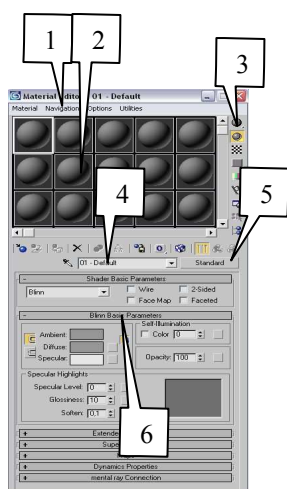 1
2
3
Material Editor 01 - Default
Material Navigation Options Utilities
4
5
01 - Default
Standard
Shader Basic Parameters
Blinn
Wire
2-Sided
Face Map
Faceted
Blinn Basic Parameters
Ambient:
Diffuse:
Specular:
Self-Illumination
Color 0
Opacity: 100
Specular Highlights
Specular Level: 0
Glossiness: 10
Soften: 0,1
6
Extende
Supe
Dynamics Properties
mental ray Connection